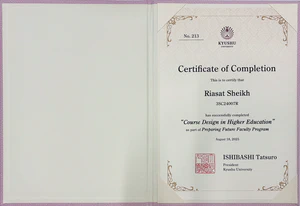 No. 213
KYUSHU
UNIVERSITY
Certificate of Completion
This is to certify that
Riasat Sheikh
has successfully completed
"Course Design in Higher Education"
as part of Preparing Future Faculty Program
ISHIBASHI Tatsuro
President
Kyushu University